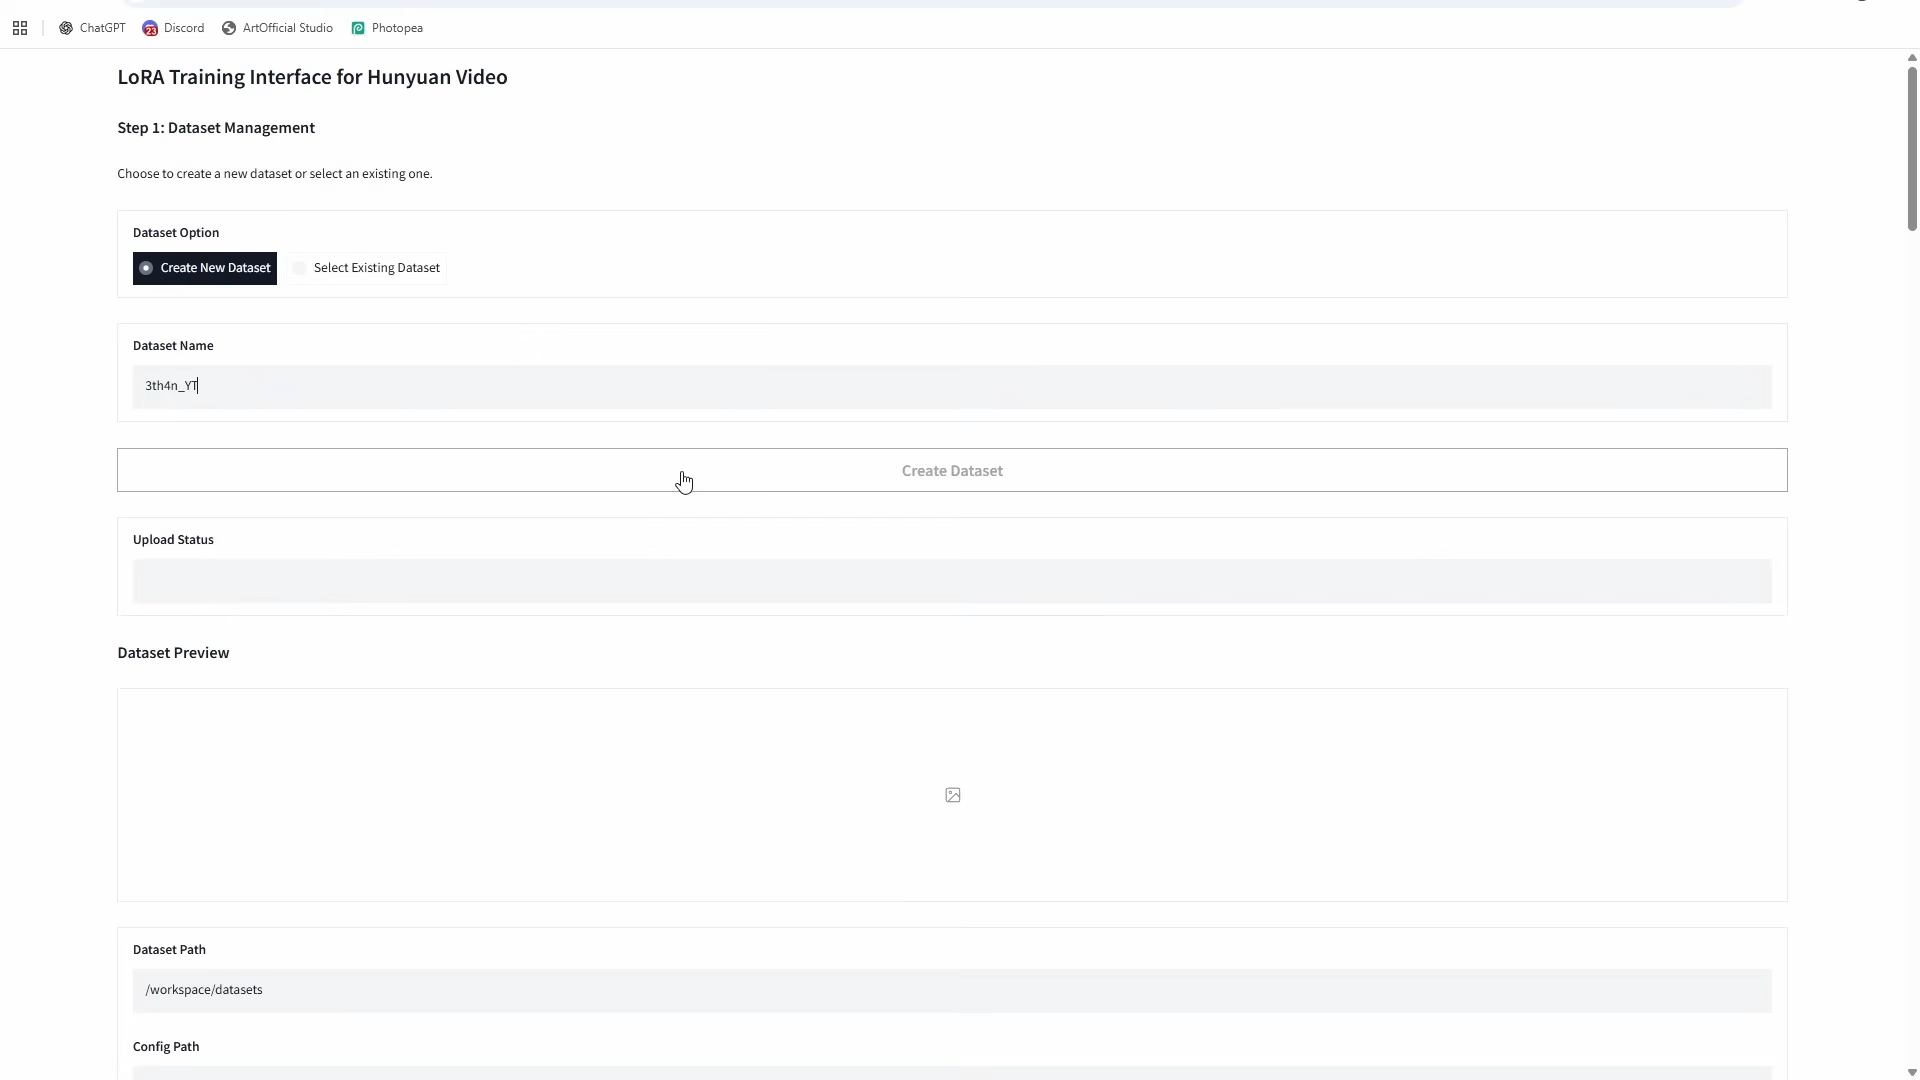 ChatGPT
23
Discord
ArtOfficial Studio
Photopea
LoRA Training Interface for Hunyuan Video
Step 1: Dataset Management
Choose to create a new dataset or select an existing one.
Dataset Option
Create New Dataset
Select Existing Dataset
Dataset Name
3th4n_YT
Create Dataset
Upload Status
Dataset Preview
Dataset Path
/workspace/datasets
Config Path